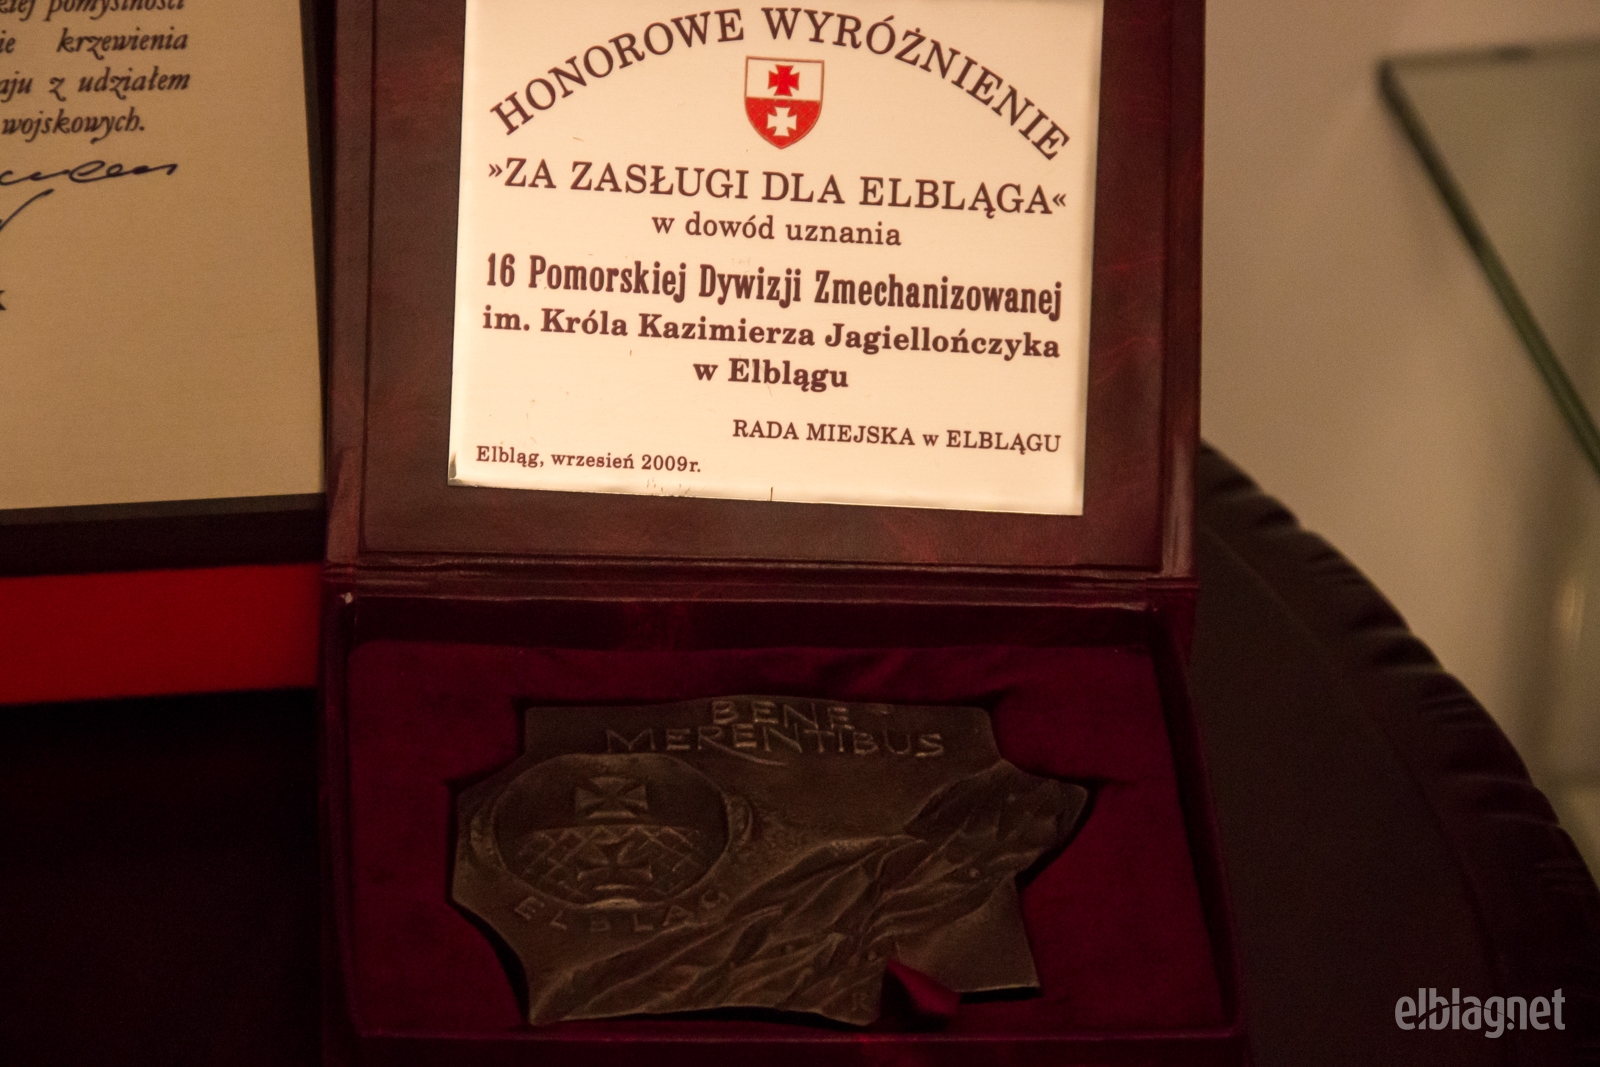 pomyślności
krzewienia
z udziałem
wojskowych.
HONOROWE WYRÓŻNIENIE
»ZA ZASŁUGI DLA ELBLĄGA«
w dowód uznania
16 Pomorskiej Dywizji Zmechanizowanej
im. Króla Kazimierza Jagiellończyka
w Elblągu
RADA MIEJSKA w ELBLĄGU
Elbląg, wrzesień 2009r.
BENE
MERENTIBUS
ELBLĄG
R
elblag.net